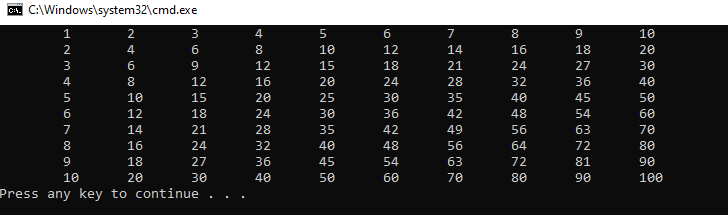 C:\Windows\system32\cmd.exe
1 2 3 4 5 6 7 8 9 10
2 4 6 8 10 12 14 16 18 20
3 6 9 12 15 18 21 24 27 30
4 8 12 16 20 24 28 32 36 40
5 10 15 20 25 30 35 40 45 50
6 12 18 24 30 36 42 48 54 60
7 14 21 28 35 42 49 56 63 70
8 16 24 32 40 48 56 64 72 80
9 18 27 36 45 54 63 72 81 90
10 20 30 40 50 60 70 80 90 100
Press any key to continue . . .